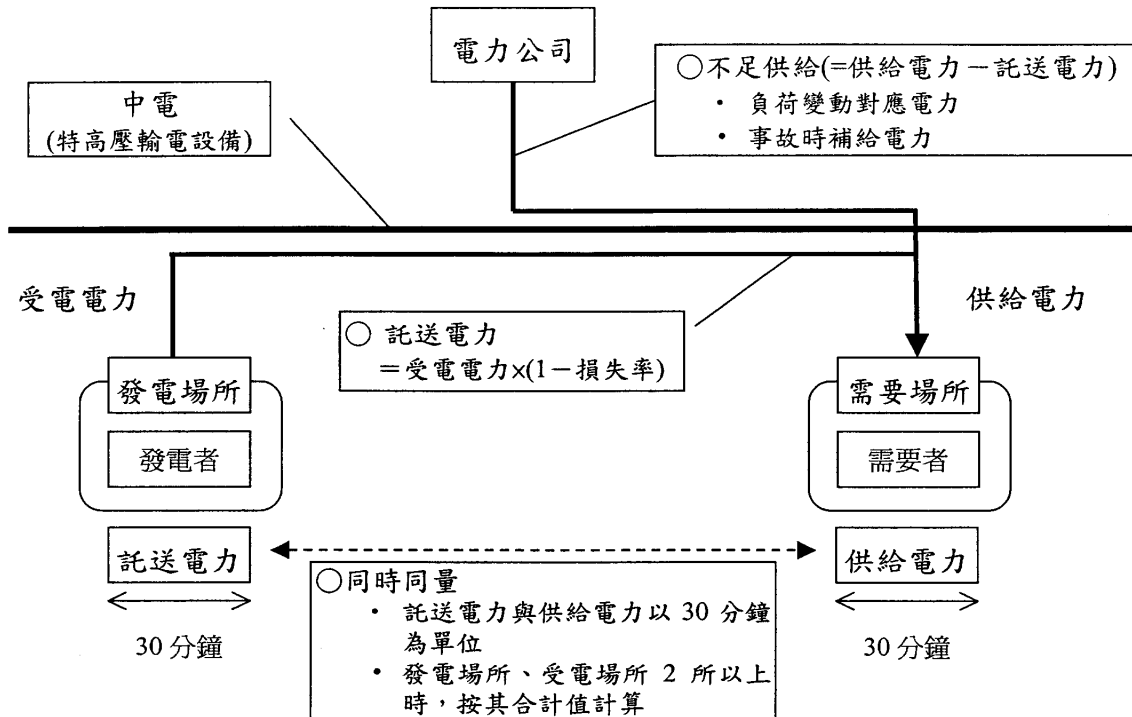 電力公司
○不足供給(=供給電力－託送電力)
・ 負荷變動對應電力
・ 事故時補給電力
中電
(特高壓輸電設備)
受電電力
供給電力
○ 託送電力
＝受電電力×(1－損失率)
發電場所
發電者
需要場所
需要者
託送電力
供給電力
30 分鐘
30 分鐘
○同時同量
・ 託送電力與供給電力以 30 分鐘
為單位
・ 發電場所、受電場所 2 所以上
時，按其合計值計算